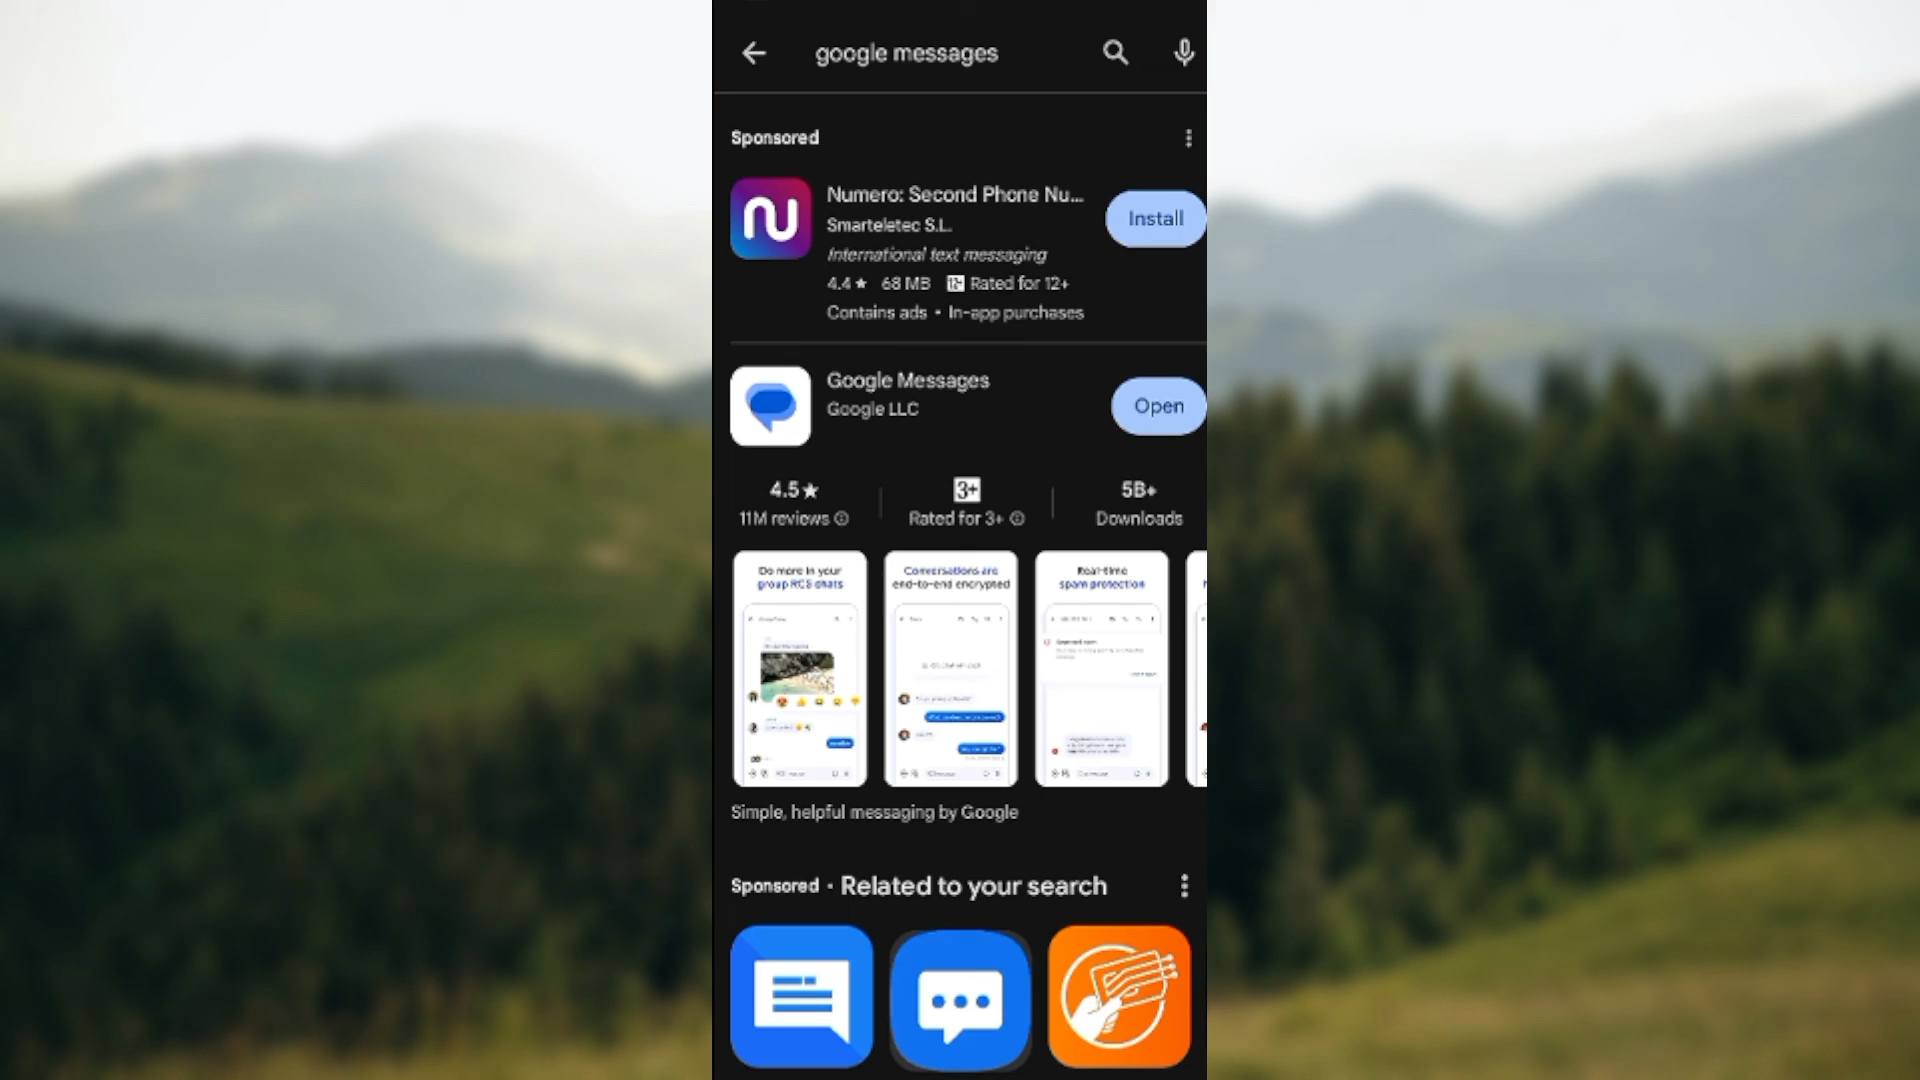 google messages
Sponsored
Numero: Second Phone Nu...
Smarteletec S.L.
International text messaging
4.4★ 68 MB 12+ Rated for 12+
Contains ads • In-app purchases
Install
Google Messages
Google LLC
Open
4.5★
11M reviews
3+
Rated for 3+
5B+
Downloads
Do more in your
group RCS chats
Conversations are
end-to-end encrypted
Real-time
spam protection
Simple, helpful messaging by Google
Sponsored • Related to your search